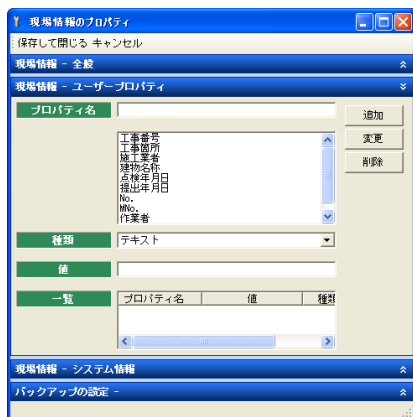 現場情報のプロパティ
保存して閉じる キャンセル
現場情報 - 全般
現場情報 - ユーザープロパティ
プロパティ名
追加
変更
削除
工事番号
工事箇所
施工業者
建物名称
点検年月日
提出年月日
No.
MNo.
作業者
種類 テキスト
値
一覧
プロパティ名 値 種類
現場情報 - システム情報
バックアップの設定 -